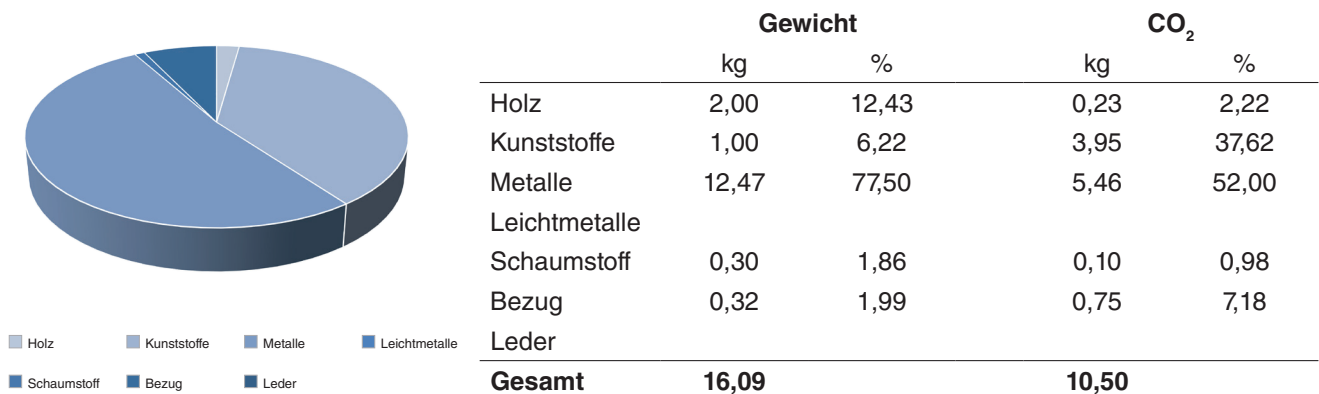 Gewicht CO₂
kg % kg %
Holz 2,00 12,43 0,23 2,22
Kunststoffe 1,00 6,22 3,95 37,62
Metalle 12,47 77,50 5,46 52,00
Leichtmetalle
Schaumstoff 0,30 1,86 0,10 0,98
Bezug 0,32 1,99 0,75 7,18
Leder
Gesamt 16,09 10,50
Holz Kunststoffe Metalle Leichtmetalle
Schaumstoff Bezug Leder